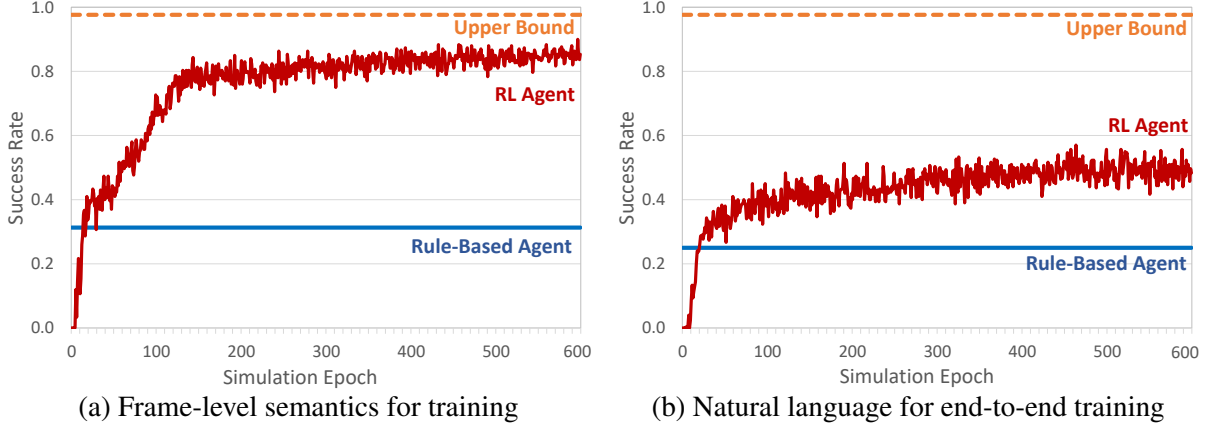 1.0
0.8
0.6
0.4
0.2
0.0
Success Rate
Upper Bound
RL Agent
Rule-Based Agent
0 100 200 300 400 500 600
Simulation Epoch
(a) Frame-level semantics for training
1.0
0.8
0.6
0.4
0.2
0.0
Success Rate
Upper Bound
RL Agent
Rule-Based Agent
0 100 200 300 400 500 600
Simulation Epoch
(b) Natural language for end-to-end training